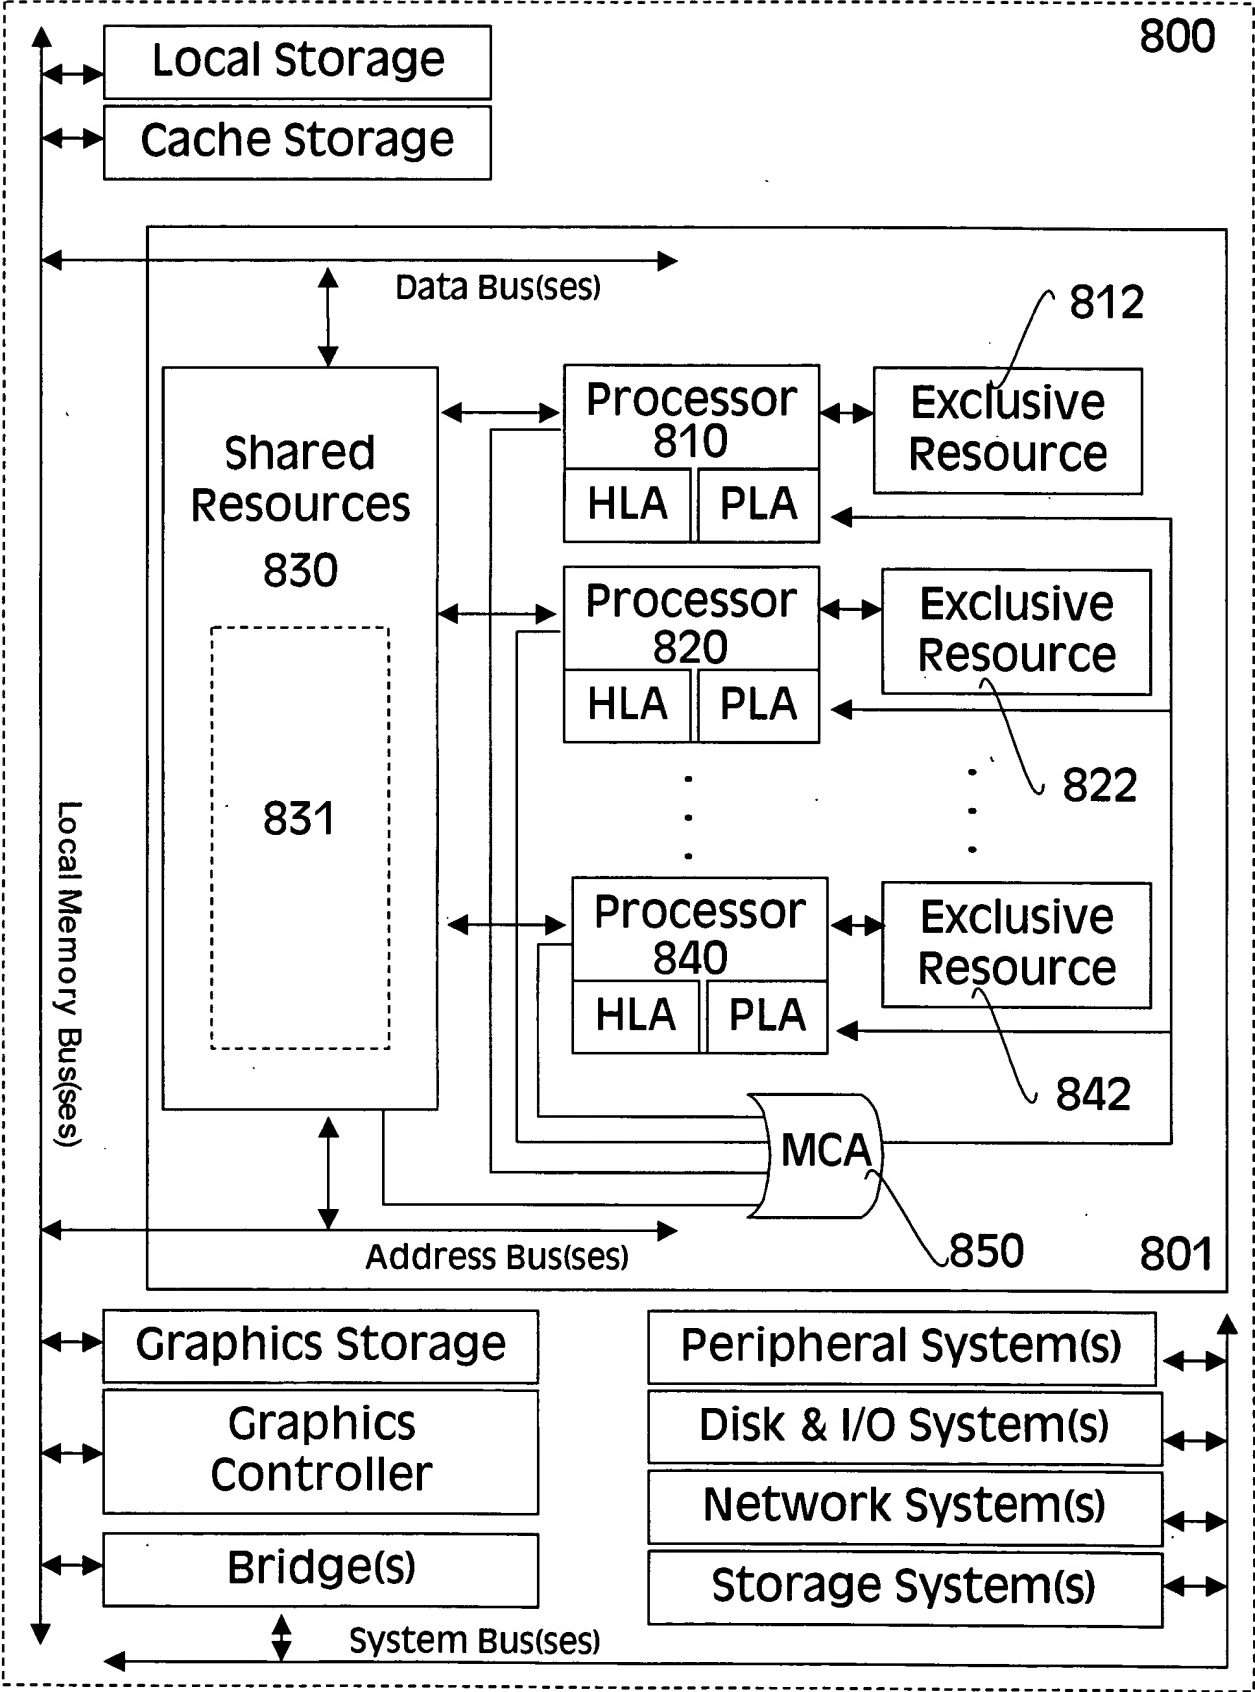 800
Local Storage
Cache Storage
Data Bus(ses)
812
Processor
810
HLA PLA
Exclusive
Resource
Shared
Resources
830
Processor
820
HLA PLA
Exclusive
Resource
822
831
Local Memory Bus(ses)
Processor
840
HLA PLA
Exclusive
Resource
842
MCA
850
801
Address Bus(ses)
Graphics Storage
Graphics
Controller
Bridge(s)
Peripheral System(s)
Disk & I/O System(s)
Network System(s)
Storage System(s)
System Bus(ses)